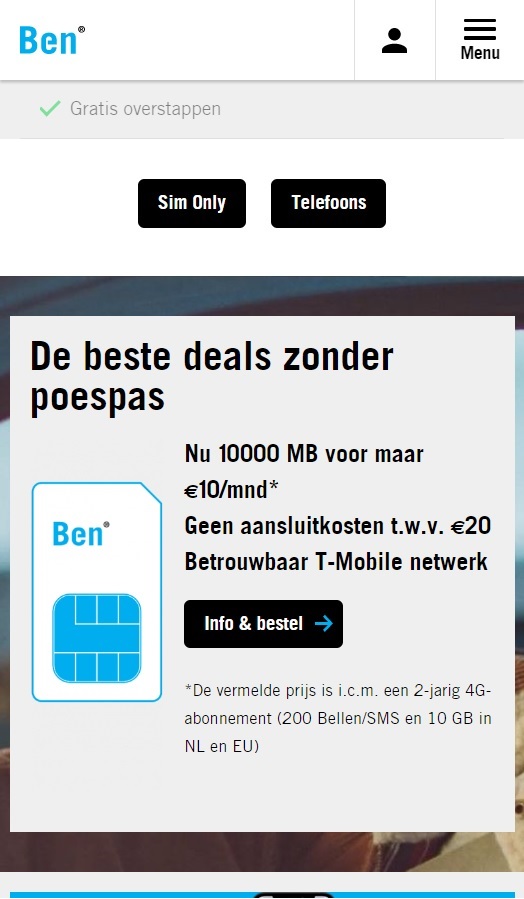 Ben®
Menu
Gratis overstappen
Sim Only
Telefoons
De beste deals zonder
poespas
Nu 10000 MB voor maar
€10/mnd*
Geen aansluitkosten t.w.v. €20
Betrouwbaar T-Mobile netwerk
Ben®
Info & bestel
*De vermelde prijs is i.c.m. een 2-jarig 4G-
abonnement (200 Bellen/SMS en 10 GB in
NL en EU)